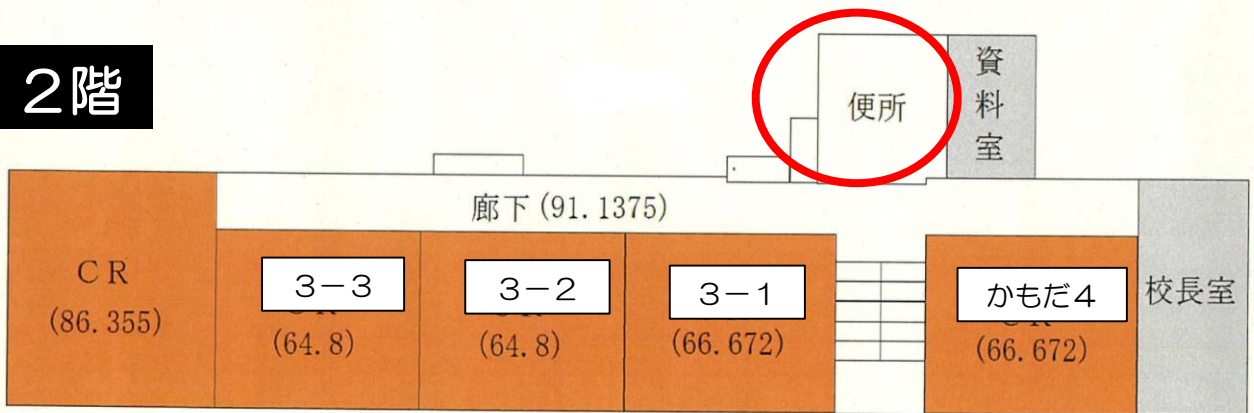 2階
便所
資料室
廊下 (91.1375)
CR
(86.355)
3-3
(64.8)
3-2
(64.8)
3-1
(66.672)
かもだ4
(66.672)
校長室